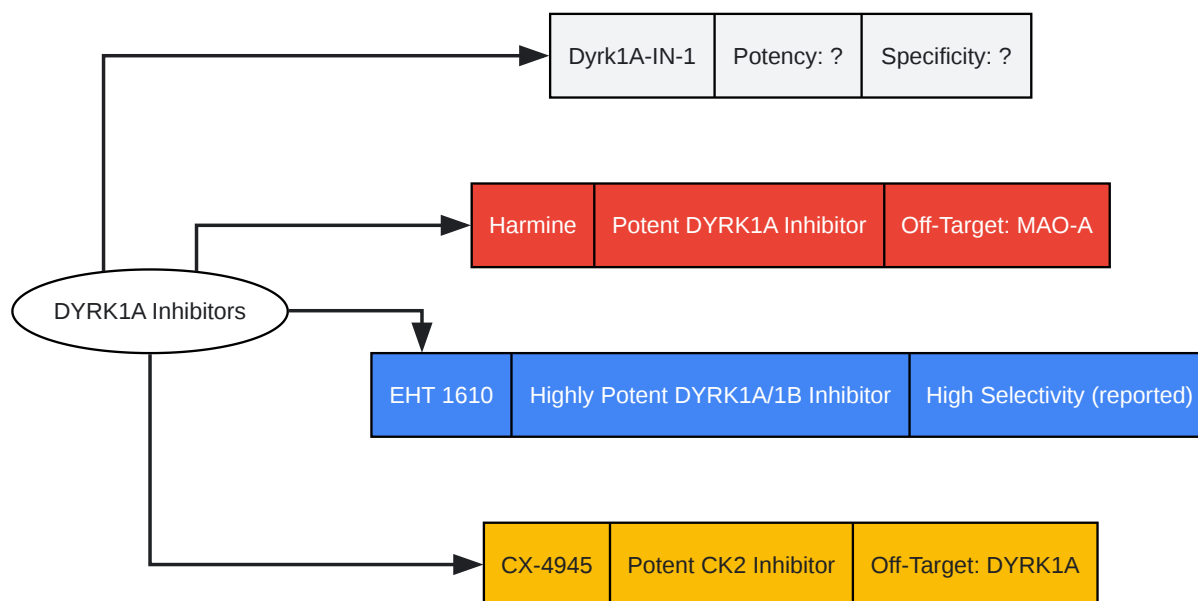 Dyrk1A-IN-1 Potency: ? Specificity: ?
Harmine Potent DYRK1A Inhibitor Off-Target: MAO-A
DYRK1A Inhibitors
EHT 1610 Highly Potent DYRK1A/1B Inhibitor High Selectivity (reported)
CX-4945 Potent CK2 Inhibitor Off-Target: DYRK1A